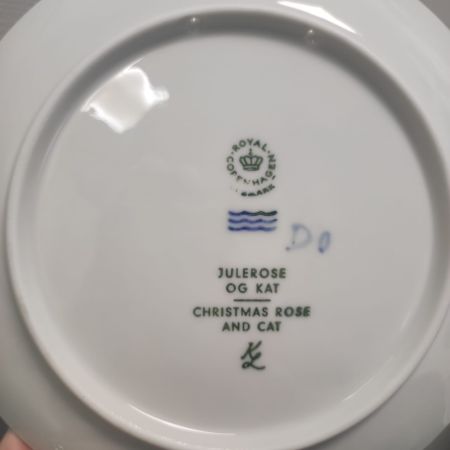 ROYAL COPENHAGEN
DENMARK
DO
JULEROSE
OG KAT
CHRISTMAS ROSE
AND CAT